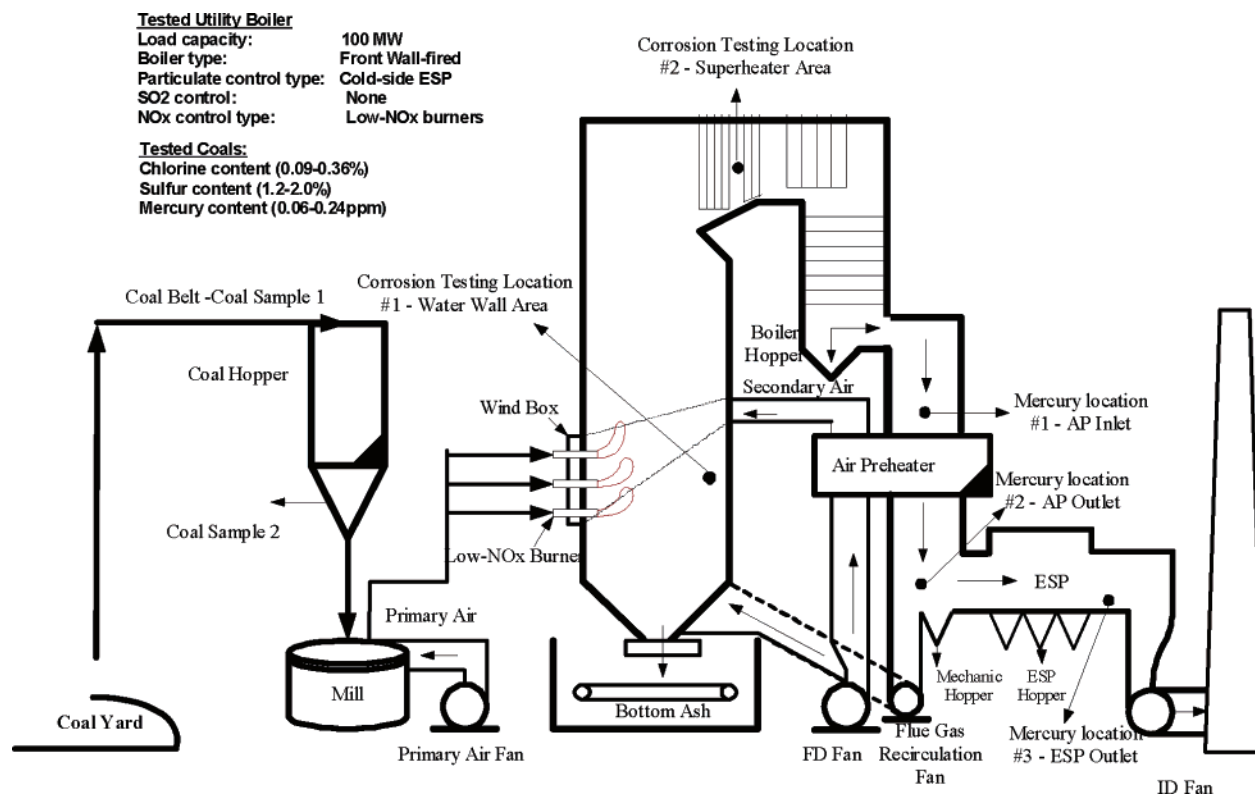 Tested Utility Boiler
Load capacity: 100 MW
Boiler type: Front Wall-fired
Particulate control type: Cold-side ESP
SO2 control: None
NOx control type: Low-NOx burners
Tested Coals:
Chlorine content (0.09-0.36%)
Sulfur content (1.2-2.0%)
Mercury content (0.06-0.24ppm)
Corrosion Testing Location
#2 - Superheater Area
Corrosion Testing Location
#1 - Water Wall Area
Coal Belt -Coal Sample 1
Coal Hopper
Boiler
Hopper
Secondary Air
Wind Box
Mercury location
#1 - AP Inlet
Air Preheater
Mercury location
#2 - AP Outlet
Coal Sample 2
Low-NOx Burner
ESP
Primary Air
Mill
Mechanic
Hopper
ESP
Hopper
Bottom Ash
Coal Yard
Primary Air Fan
FD Fan
Flue Gas
Recirculation
Fan
Mercury location
#3 - ESP Outlet
ID Fan